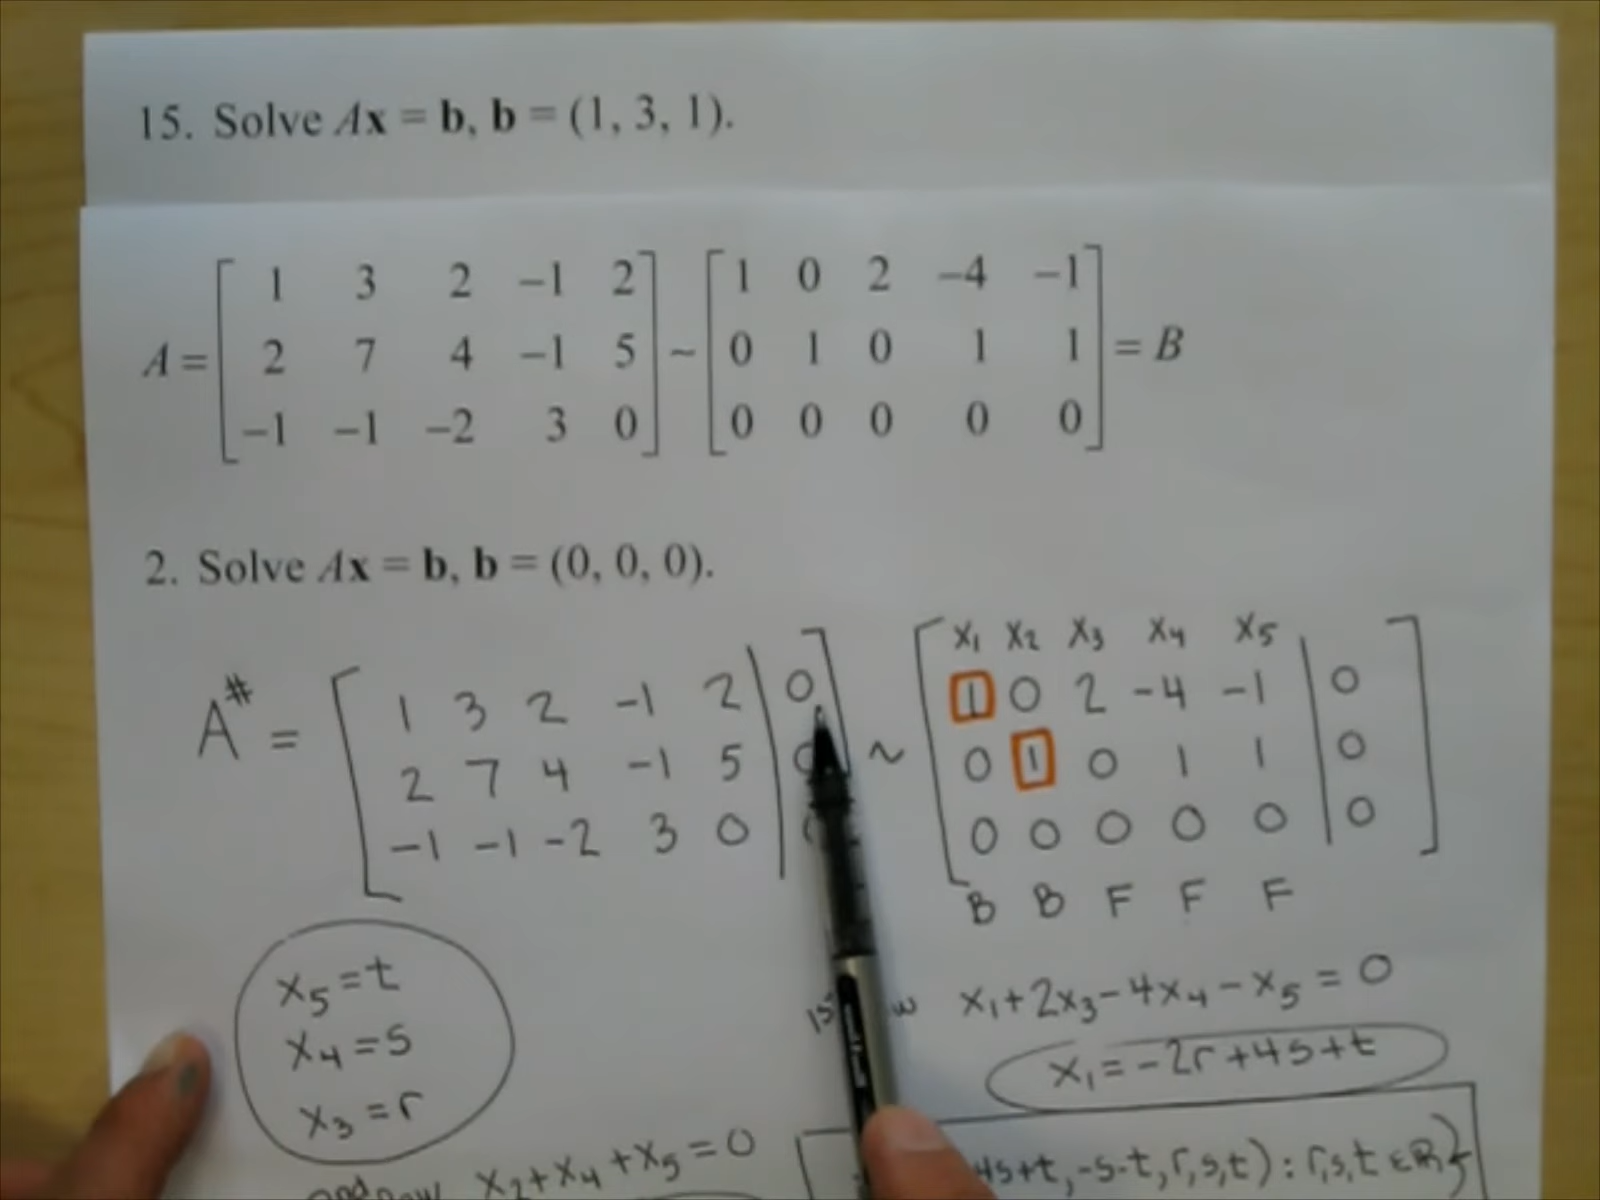 15. Solve Ax = b, b = (1, 3, 1).
A = [ 1 3 2 −1 2 ] ~ [ 1 0 2 −4 −1 ] = B
2 7 4 −1 5 0 1 0 1 1
−1 −1 −2 3 0 0 0 0 0 0
2. Solve Ax = b, b = (0, 0, 0).
x₁ x₂ x₃ x₄ x₅
A# = [ 1 3 2 -1 2 | 0 ] ~ [ 1 0 2 -4 -1 | 0 ]
2 7 4 -1 5 | 0 1 0 1 1 | 0
-1 -1 -2 3 0 | 0 0 0 0 0 | 0
B B F F F
x₅ = t
x₄ = s
x₃ = r
x₁ + 2x₃ - 4x₄ - x₅ = 0
x₁ = -2r + 4s + t
x₂ + x₄ + x₅ = 0
4s+t, -s-t, r, s, t) : r, s, t ∈ ℝ}